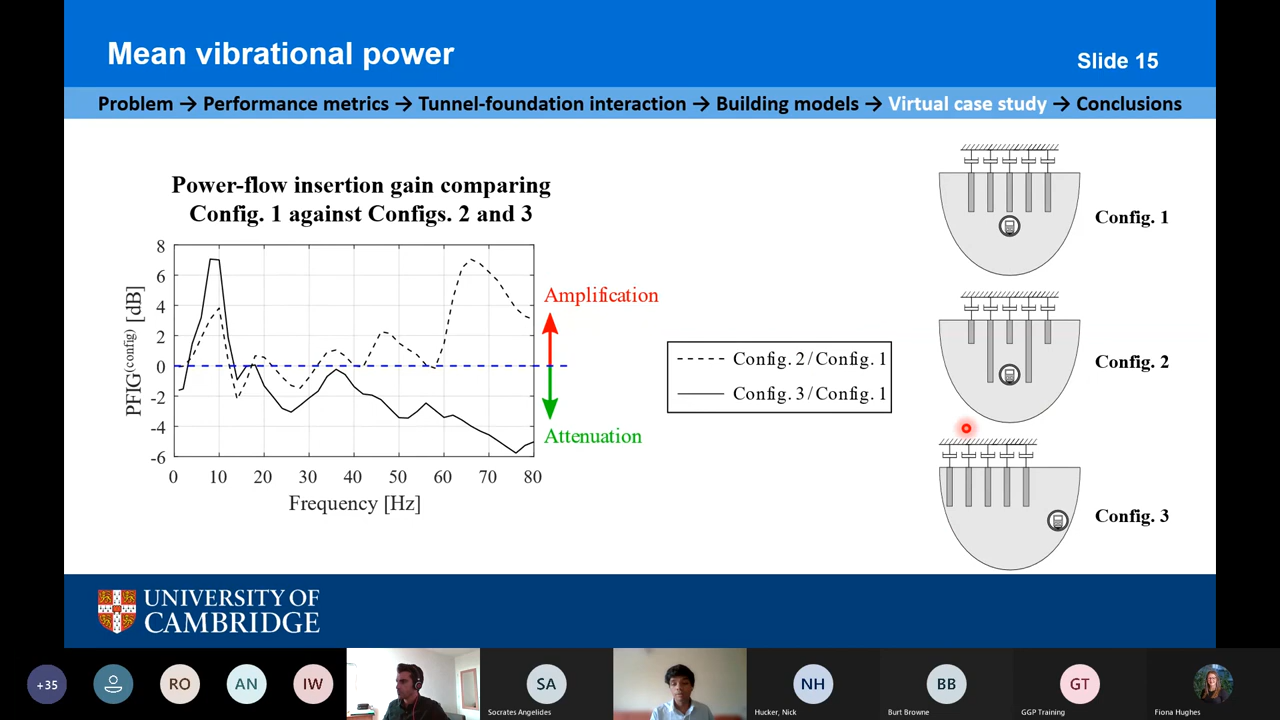 Mean vibrational power
Slide 15
Problem → Performance metrics → Tunnel-foundation interaction → Building models → Virtual case study → Conclusions
Power-flow insertion gain comparing
Config. 1 against Configs. 2 and 3
8
6
4
2
0
-2
-4
-6
PFIG(config) [dB]
0 10 20 30 40 50 60 70 80
Frequency [Hz]
Amplification
Attenuation
Config. 2 / Config. 1
Config. 3 / Config. 1
Config. 1
Config. 2
Config. 3
UNIVERSITY OF
CAMBRIDGE
+35
RO
AN
IW
SA
Socrates Angelides
NH
Hucker, Nick
BB
Burt Browne
GT
GGP Training
Fiona Hughes